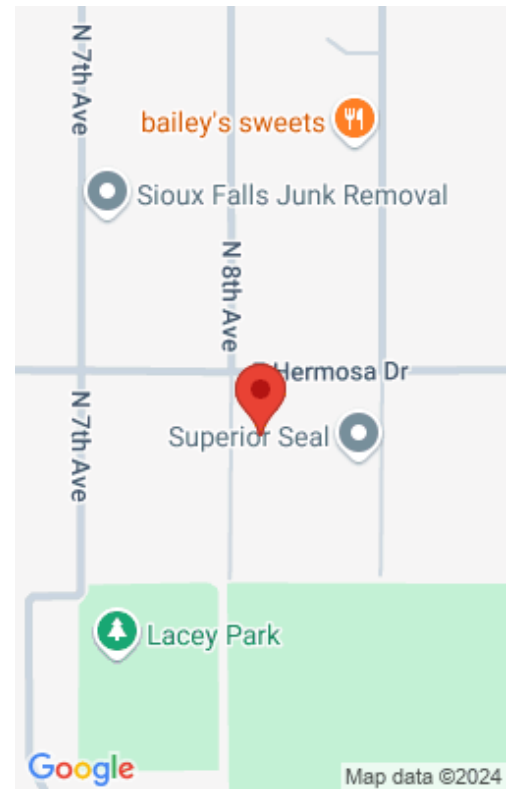 N 7th Ave
bailey's sweets
Sioux Falls Junk Removal
N 8th Ave
Hermosa Dr
N 7th Ave
Superior Seal
Lacey Park
Google
Map data ©2024